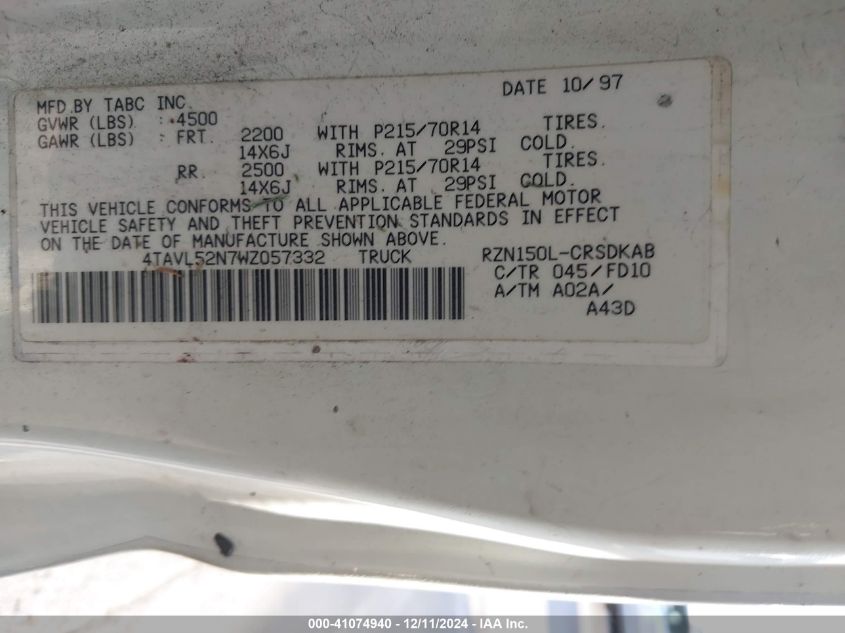 DATE 10/97
MFD.BY TABC INC.
GVWR (LBS) : 4500
GAWR (LBS) : FRT. 2200 WITH P215/70R14 TIRES.
14X6J RIMS. AT 29PSI COLD.
RR. 2500 WITH P215/70R14 TIRES.
14X6J RIMS. AT 29PSI COLD.
THIS VEHICLE CONFORMS TO ALL APPLICABLE FEDERAL MOTOR
VEHICLE SAFETY AND THEFT PREVENTION STANDARDS IN EFFECT
ON THE DATE OF MANUFACTURE SHOWN ABOVE.
4TAVL52N7WZ057332 TRUCK RZN150L-CRSDKAB
C/TR 045/FD10
A/TM A02A/
A43D
000-41074940 - 12/11/2024 - IAA Inc.